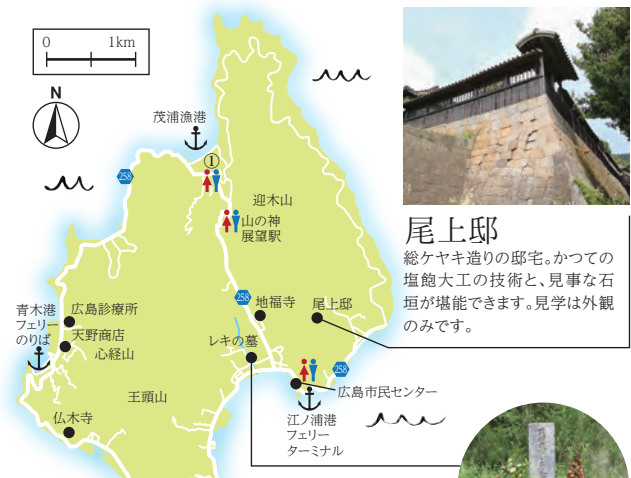 0 1km
N
茂浦漁港
①
258
迎木山
山の神
展望駅
尾上邸
総ケヤキ造りの邸宅。かつての
塩飽大工の技術と、見事な石
垣が堪能できます。見学は外観
のみです。
258
地福寺
尾上邸
青木港
フェリー
のりば
広島診療所
天野商店
心経山
レキの墓
258
王頭山
広島市民センター
江ノ浦港
フェリー
ターミナル
仏木寺